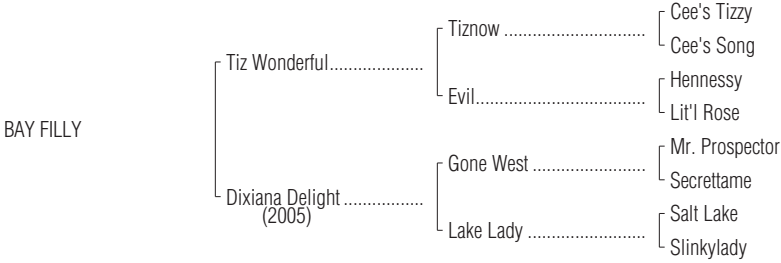 Cee's Tizzy
Tiznow ..............................
Cee's Song
Tiz Wonderful....................
Hennessy
Evil....................................
Lit'l Rose
BAY FILLY
Mr. Prospector
Gone West ........................
Secrettame
Dixiana Delight .................
(2005)
Salt Lake
Lake Lady .........................
Slinkylady